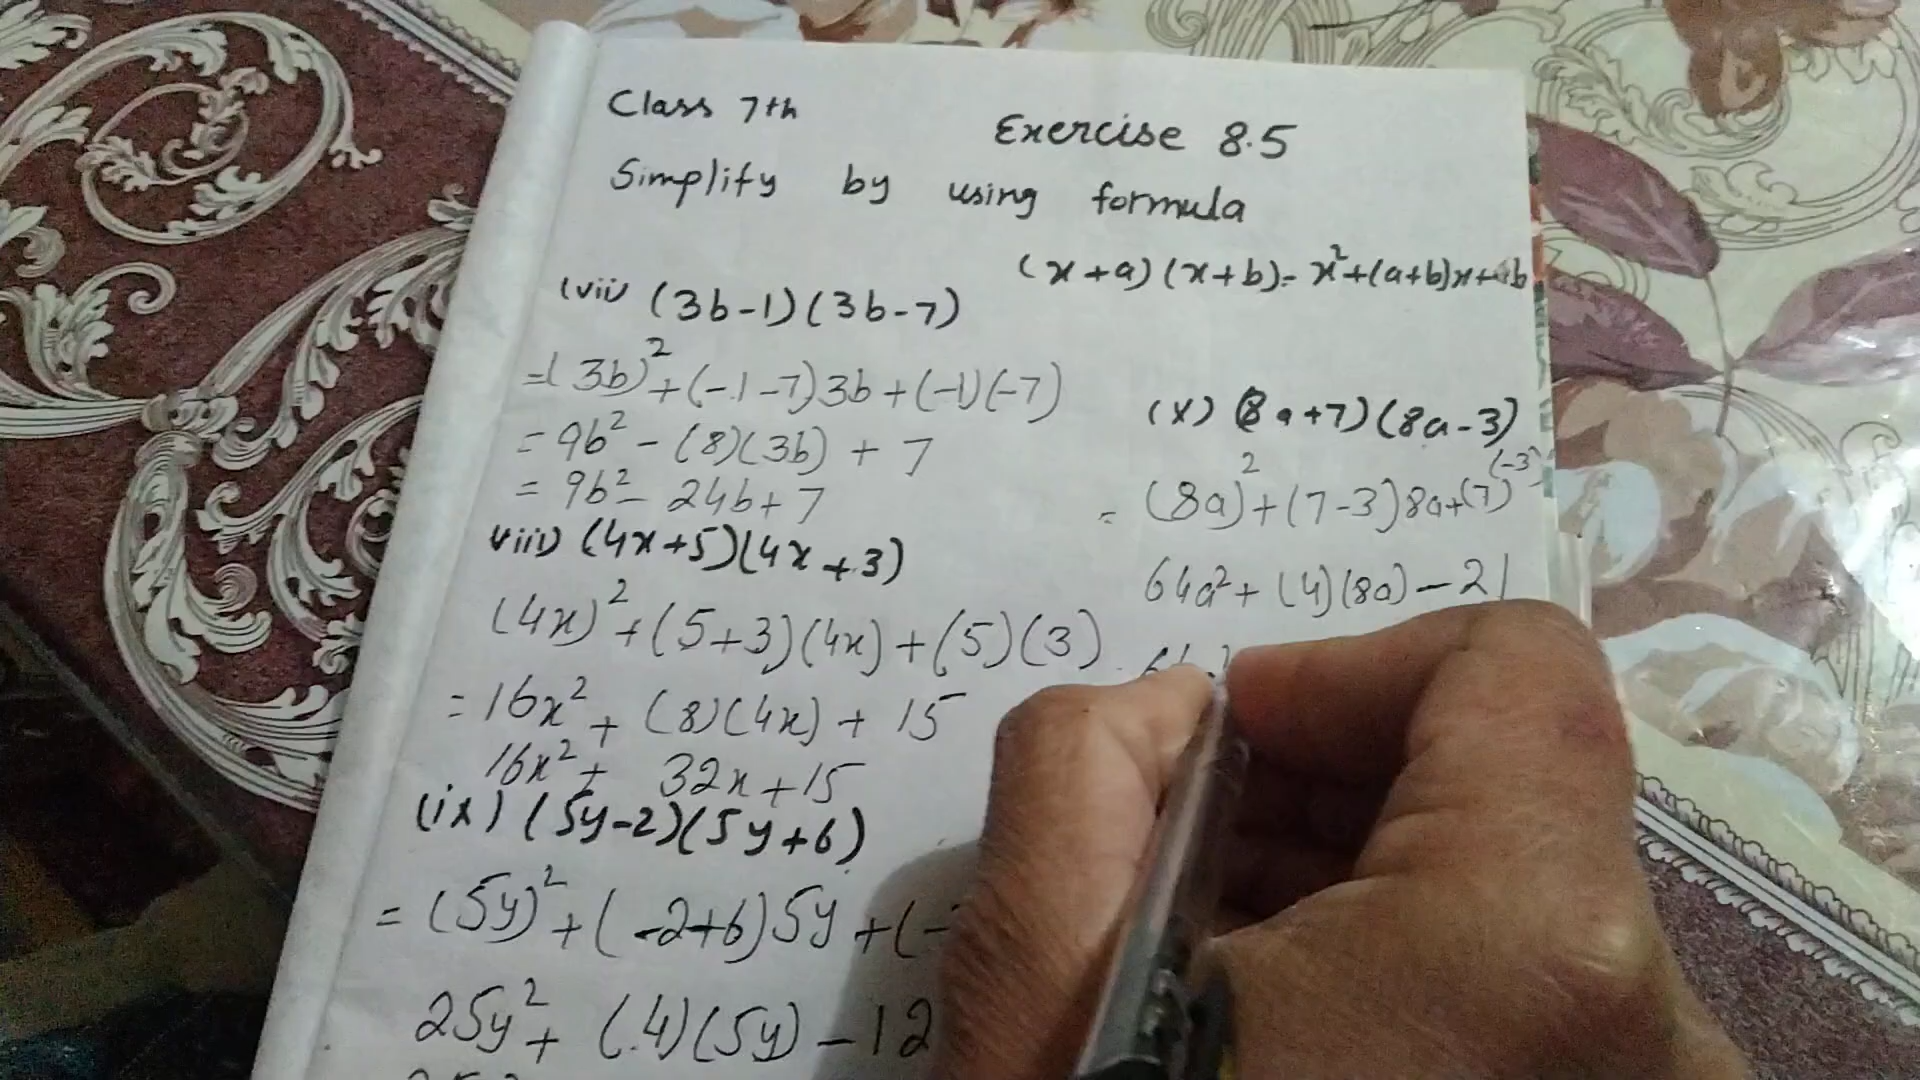 Class 7th
Exercise 8.5
Simplify by using formula
(x+a)(x+b)= x²+(a+b)x+ab
(vii) (3b-1)(3b-7)
=(3b)²+(-1-7)3b+(-1)(-7)
= 9b² - (8)(3b) + 7
= 9b² - 24b+7
viii) (4x+5)(4x+3)
(4x)²+(5+3)(4x)+(5)(3)
= 16x² + (8)(4x) + 15
16x² + 32x+15
(ix) (5y-2)(5y+6)
= (5y)²+(-2+6)5y+(-
25y²+ (4)(5y) - 12
(x) (8a+7)(8a-3)
= (8a)²+(7-3)8a+(7)(-3)
64a²+ (4)(8a) - 21